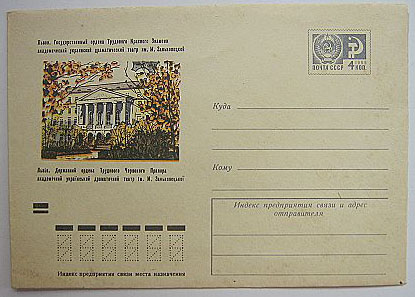 Львов. Государственный ордена Трудового Красного Знамени
академический украинский драматический театр им. М. Заньковецкой
ПОЧТА СССР
4 КОП.
Львів. Державний ордена Трудового Червоного Прапора
академічний український драматичний театр ім. М. Заньковецької
Куда
Кому
Индекс предприятия связи и адрес
отправителя
Индекс предприятия связи места назначения